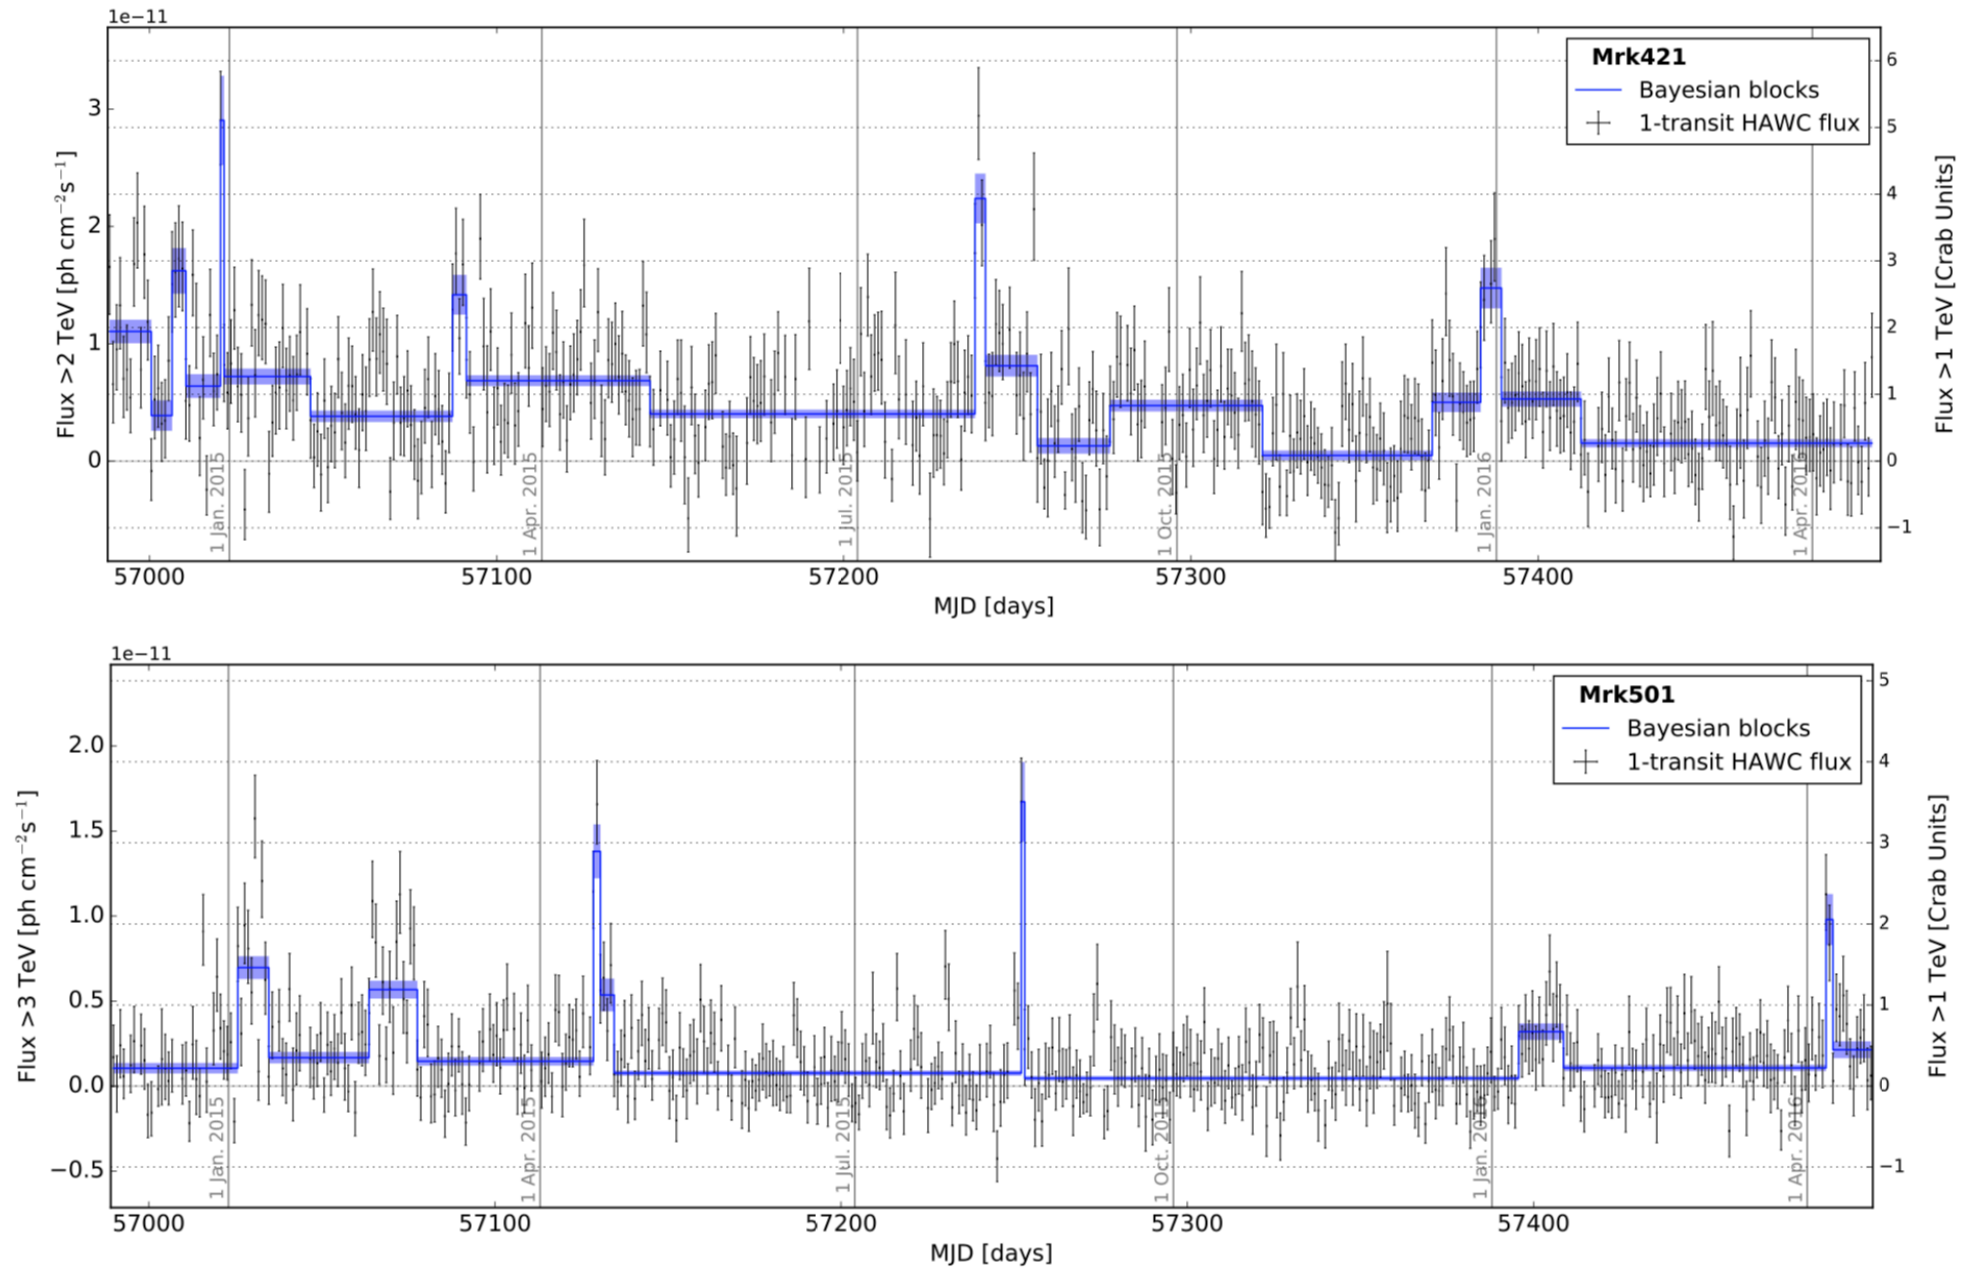 1e−11
Mrk421
Bayesian blocks
1-transit HAWC flux
Flux >2 TeV [ph cm−2s−1]
3
2
1
0
6
5
4
3
2
1
0
−1
Flux >1 TeV [Crab Units]
1 Jan. 2015
1 Apr. 2015
1 Jul. 2015
1 Oct. 2015
1 Jan. 2016
1 Apr. 2016
57000 57100 57200 57300 57400
MJD [days]
1e−11
Mrk501
Bayesian blocks
1-transit HAWC flux
Flux >3 TeV [ph cm−2s−1]
2.0
1.5
1.0
0.5
0.0
−0.5
5
4
3
2
1
0
−1
Flux >1 TeV [Crab Units]
1 Jan. 2015
1 Apr. 2015
1 Jul. 2015
1 Oct. 2015
1 Jan. 2016
1 Apr. 2016
57000 57100 57200 57300 57400
MJD [days]